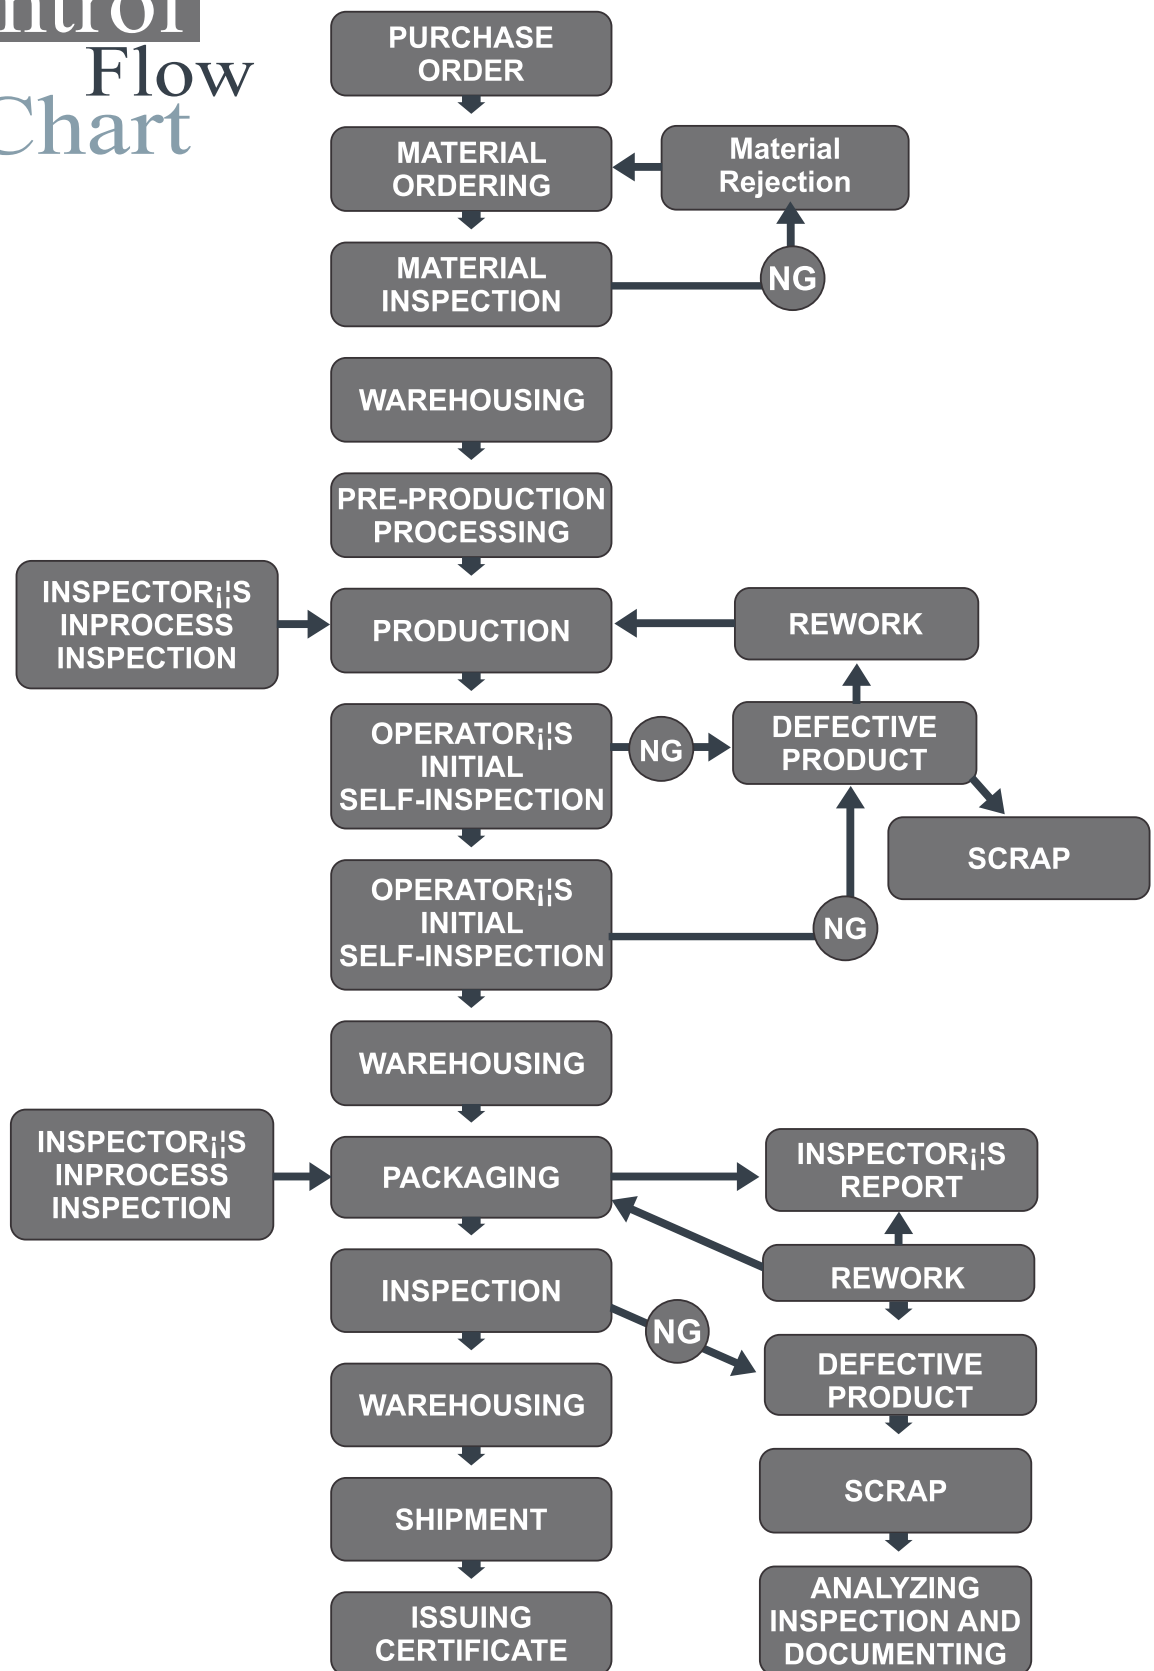 ntrol
Flow
Chart
PURCHASE
ORDER
MATERIAL
ORDERING
Material
Rejection
MATERIAL
INSPECTION
NG
WAREHOUSING
PRE-PRODUCTION
PROCESSING
INSPECTOR¡¦S
INPROCESS
INSPECTION
PRODUCTION
REWORK
OPERATOR¡¦S
INITIAL
SELF-INSPECTION
NG
DEFECTIVE
PRODUCT
SCRAP
OPERATOR¡¦S
INITIAL
SELF-INSPECTION
NG
WAREHOUSING
INSPECTOR¡¦S
INPROCESS
INSPECTION
PACKAGING
INSPECTOR¡¦S
REPORT
REWORK
INSPECTION
NG
DEFECTIVE
PRODUCT
WAREHOUSING
SCRAP
SHIPMENT
ISSUING
CERTIFICATE
ANALYZING
INSPECTION AND
DOCUMENTING